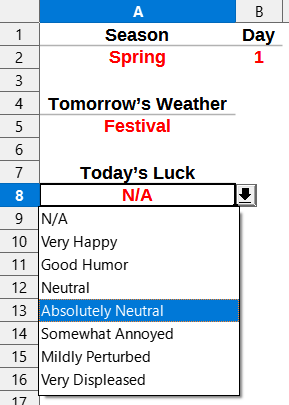 A B
1 Season Day
2 Spring 1
3
4 Tomorrow’s Weather
5 Festival
6
7 Today’s Luck
8 N/A
9 N/A
10 Very Happy
11 Good Humor
12 Neutral
13 Absolutely Neutral
14 Somewhat Annoyed
15 Mildly Perturbed
16 Very Displeased
17